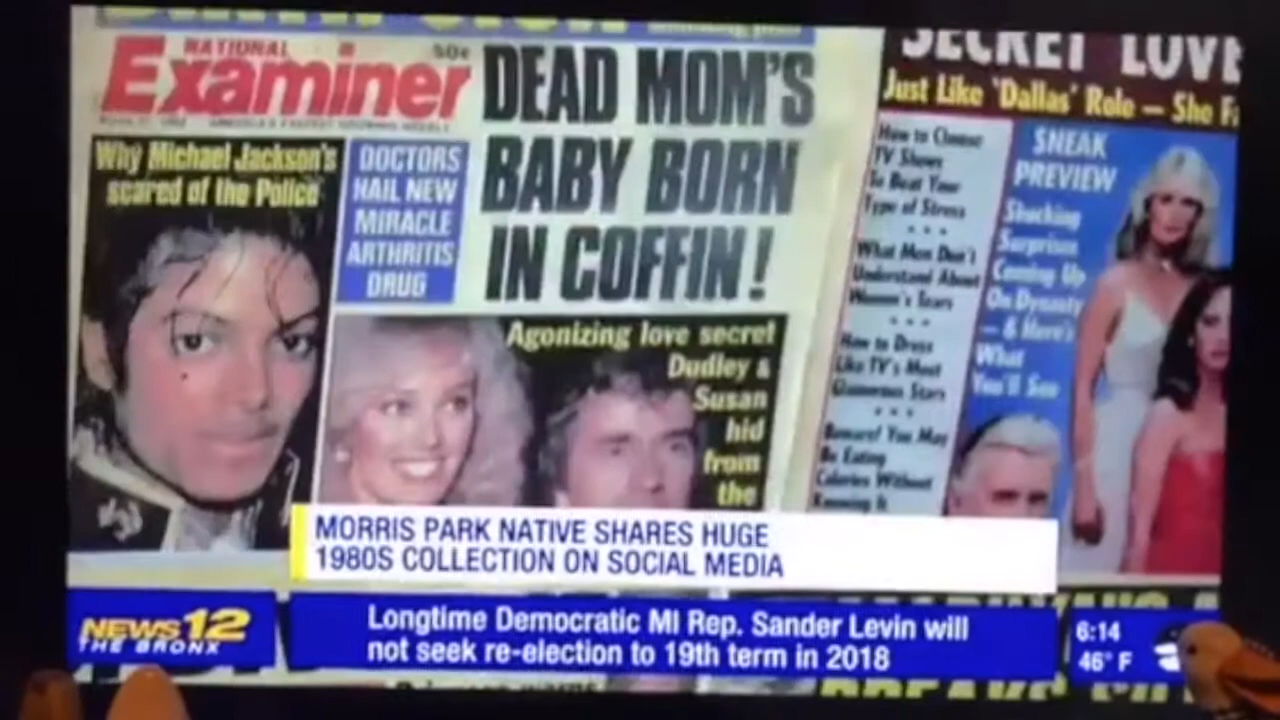 NATIONAL
Examiner
50¢
DEAD MOM'S
BABY BORN
IN COFFIN!
Why Michael Jackson's
scared of the Police
DOCTORS
HAIL NEW
MIRACLE
ARTHRITIS
DRUG
Agonizing love secret
Dudley &
Susan
hid
from
the
SECRET LOVE
Just Like 'Dallas' Role — She
How to Choose
TV Shows
To Beat Your
Type of Stress
What Men Don't
Understand About
Women's Tears
How to Dress
Like TV's Most
Glamorous Stars
Beware! You May
Be Eating
Calories Without
Knowing It
SNEAK
PREVIEW
Shocking
Surprises
Coming Up
On Dynasty
— & Here's
What
You'll See
MORRIS PARK NATIVE SHARES HUGE
1980S COLLECTION ON SOCIAL MEDIA
NEWS 12
THE BRONX
Longtime Democratic MI Rep. Sander Levin will
not seek re-election to 19th term in 2018
6:14
46° F